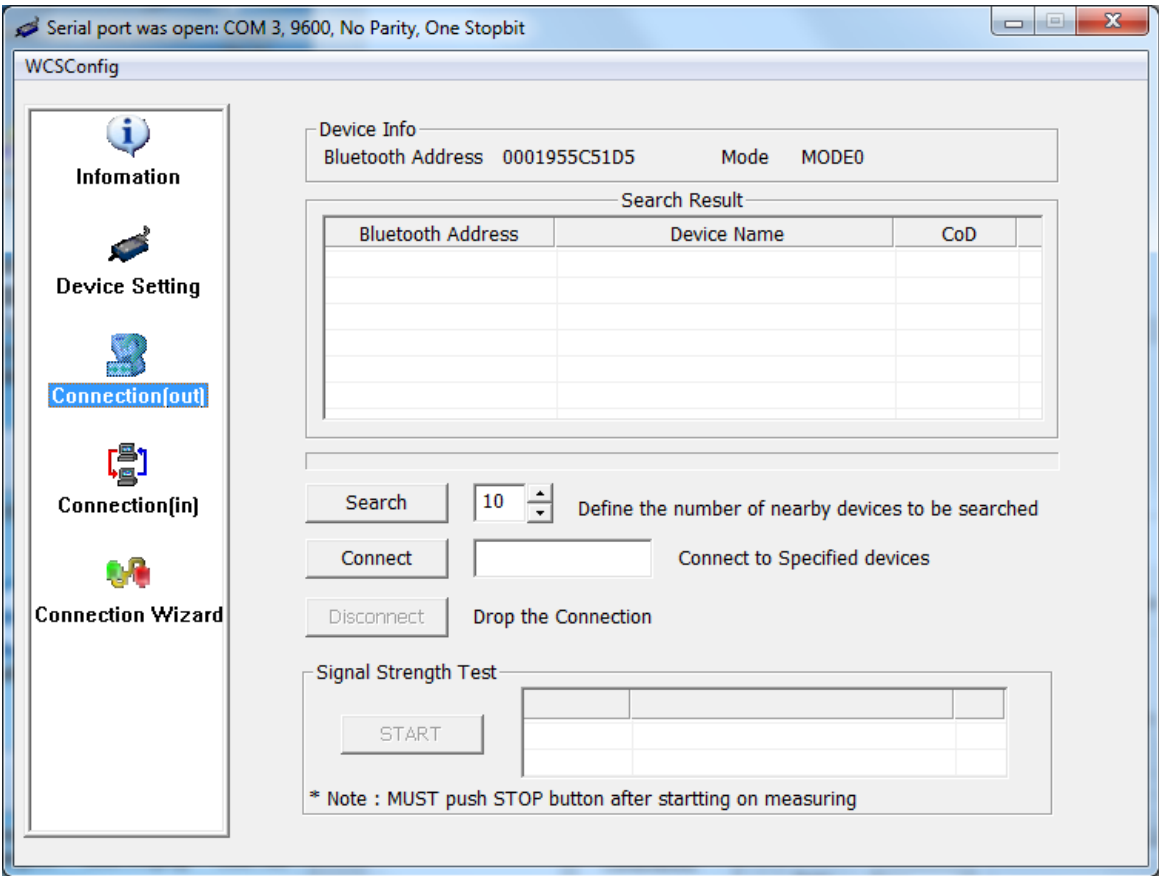 Serial port was open: COM 3, 9600, No Parity, One Stopbit
WCSConfig
Infomation
Device Setting
Connection(out)
Connection(in)
Connection Wizard
Device Info
Bluetooth Address 0001955C51D5 Mode MODE0
Search Result
Bluetooth Address Device Name CoD
Search 10 Define the number of nearby devices to be searched
Connect Connect to Specified devices
Disconnect Drop the Connection
Signal Strength Test
START
* Note : MUST push STOP button after startting on measuring